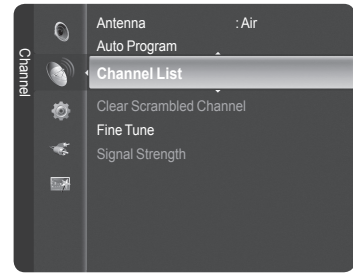 Channel
Antenna : Air
Auto Program
Channel List
Clear Scrambled Channel
Fine Tune
Signal Strength